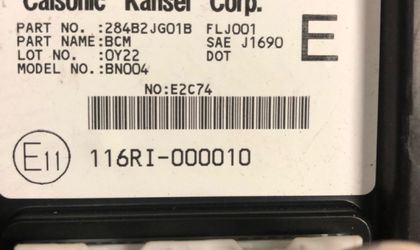 Calsonic Kansei Corp.
PART NO.:284B2JG01B FLJ001
PART NAME:BCM SAE J1690
LOT NO. :0Y22 DOT
MODEL NO.:BN004
E
NO:E2C74
E11 116RI-000010